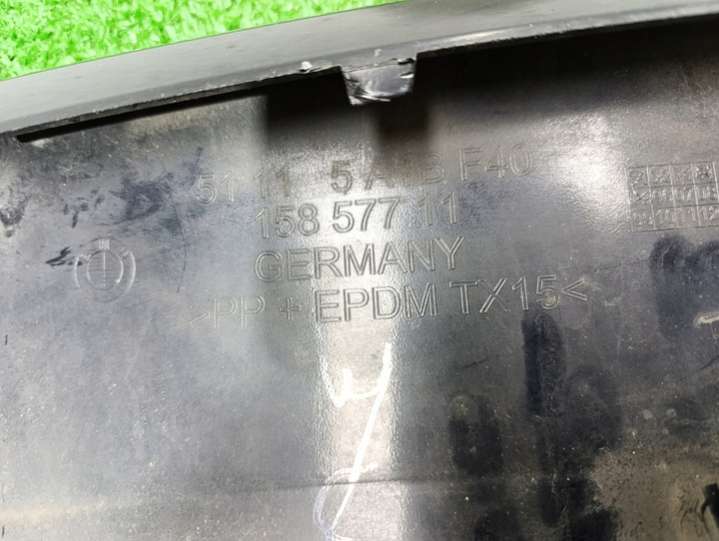 51 11 F40
158 577 11
GERMANY
>PP + EPDM TX15<